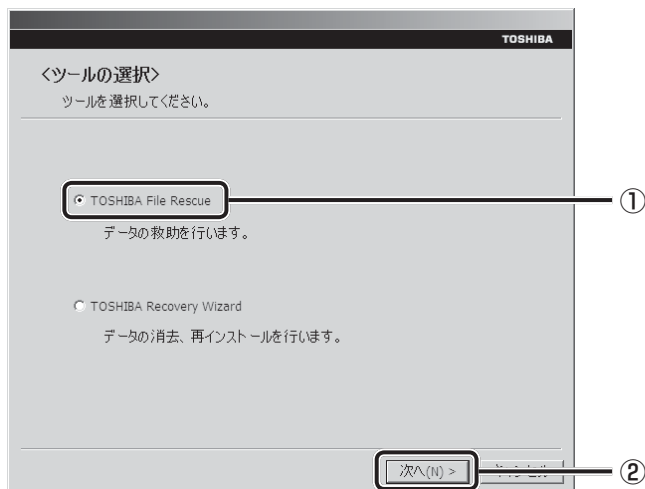 TOSHIBA
<ツールの選択>
ツールを選択してください。
TOSHIBA File Rescue
①
データの救助を行います。
TOSHIBA Recovery Wizard
データの消去、再インストールを行います。
次へ(N) >
②